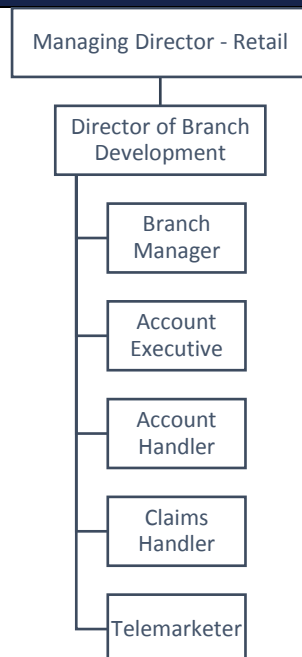 Managing Director - Retail
Director of Branch
Development
Branch
Manager
Account
Executive
Account
Handler
Claims
Handler
Telemarketer